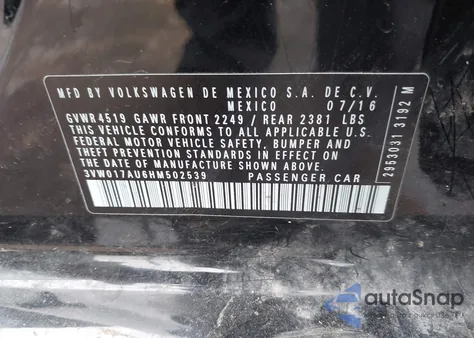 MFD BY VOLKSWAGEN DE MEXICO S.A. DE C.V.
MEXICO 07/16
GVWR4519 GAWR FRONT 2249 / REAR 2381 LBS
THIS VEHICLE CONFORMS TO ALL APPLICABLE U.S.
FEDERAL MOTOR VEHICLE SAFETY, BUMPER, AND
THEFT PREVENTION STANDARDS IN EFFECT ON THE
DATE OF MANUFACTURE SHOWN ABOVE.
3VW017AU6HM502539 PASSENGER CAR
2953031 3192 M
autoSnap